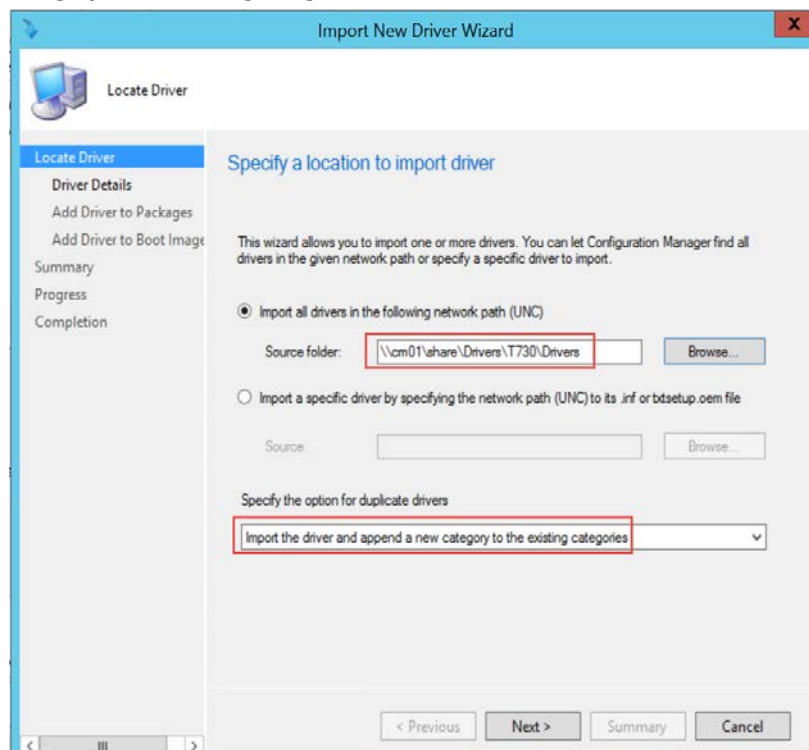 Import New Driver Wizard
X
Locate Driver
Locate Driver
Driver Details
Add Driver to Packages
Add Driver to Boot Image
Summary
Progress
Completion
Specify a location to import driver
This wizard allows you to import one or more drivers. You can let Configuration Manager find all
drivers in the given network path or specify a specific driver to import.
Import all drivers in the following network path (UNC)
Source folder: \\cm01\share\Drivers\T730\Drivers Browse...
Import a specific driver by specifying the network path (UNC) to its .inf or txtsetup.oem file
Source: Browse...
Specify the option for duplicate drivers
Import the driver and append a new category to the existing categories
< Previous Next > Summary Cancel